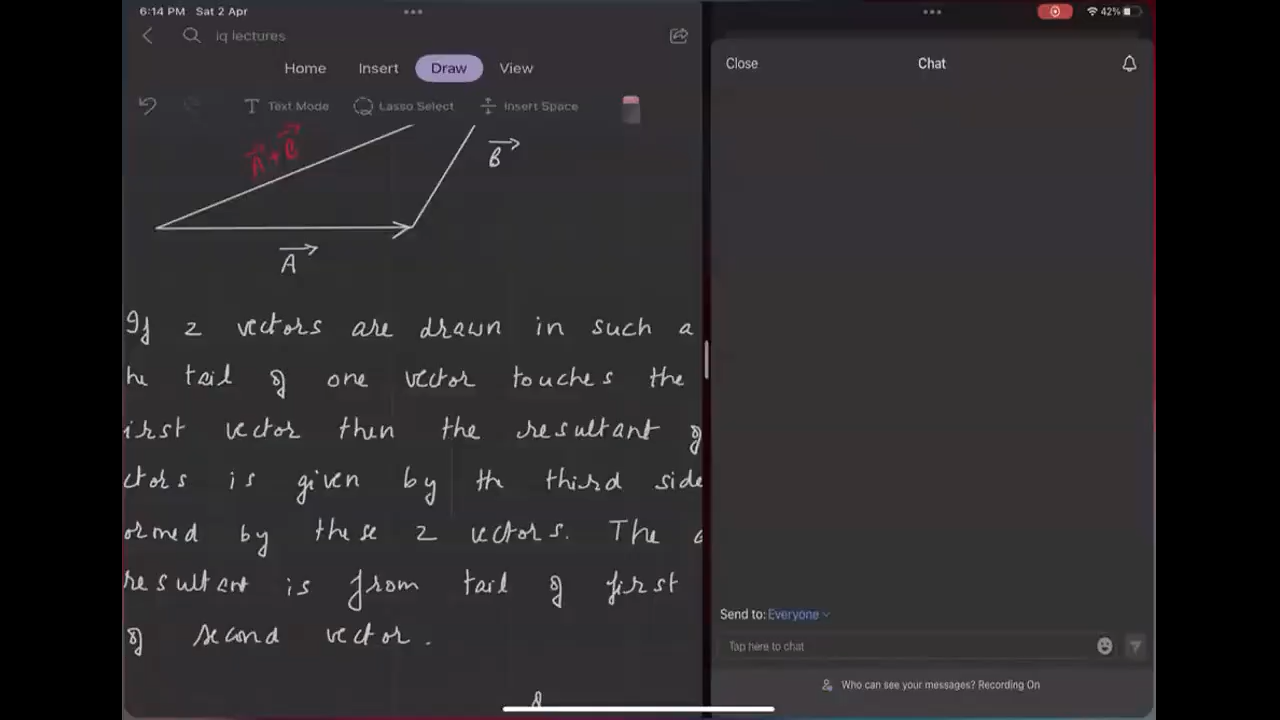 6:14 PM Sat 2 Apr
42%
iq lectures
Home Insert Draw View
Text Mode Lasso Select Insert Space
A + B
B
A
If 2 vectors are drawn in such a
he tail of one vector touches the
irst vector then the resultant of
ctors is given by the third side
ormed by these 2 vectors. The
resultant is from tail of first
of second vector.
Close Chat
Send to: Everyone
Tap here to chat
Who can see your messages? Recording On